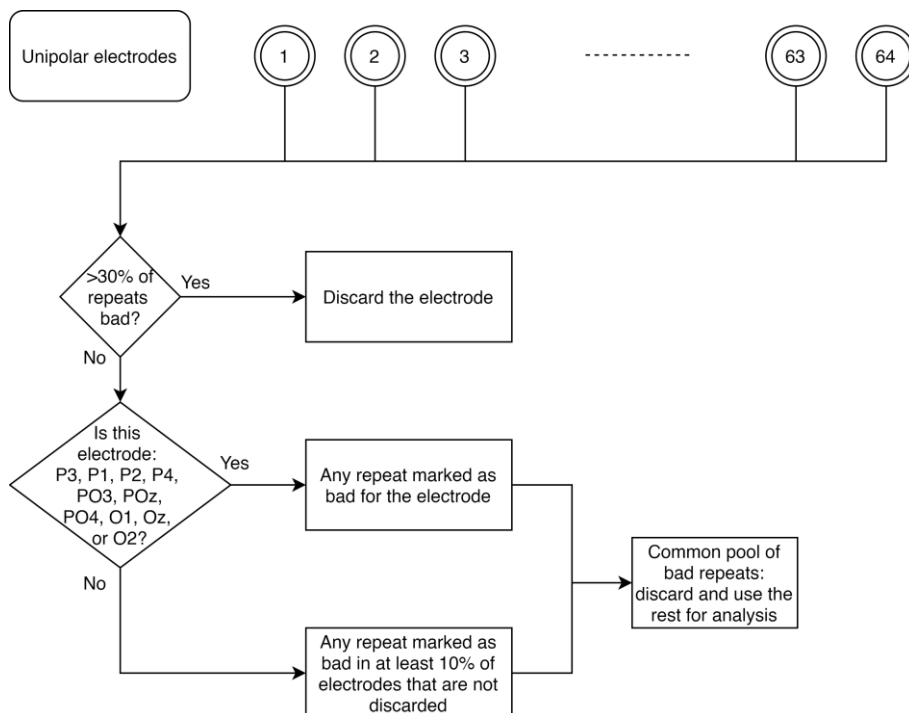 Unipolar electrodes
1
2
3
63
64
>30% of
repeats
bad?
Yes
Discard the electrode
No
Is this
electrode:
P3, P1, P2, P4,
PO3, POz,
PO4, O1, Oz,
or O2?
Yes
Any repeat marked as
bad for the electrode
No
Common pool of
bad repeats:
discard and use the
rest for analysis
Any repeat marked as
bad in at least 10% of
electrodes that are not
discarded